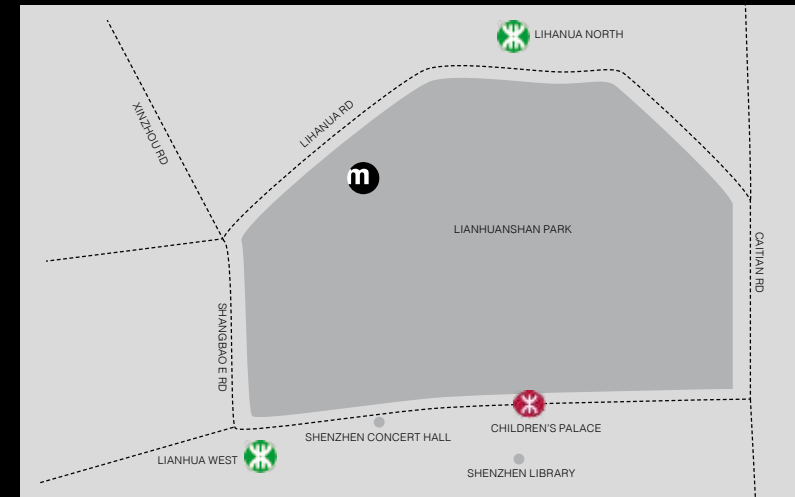 LIHANUA NORTH
XINZHOU RD
LIHANUA RD
m
LIANHUANSHAN PARK
CAITIAN RD
SHANGBAO E RD
CHILDREN'S PALACE
SHENZHEN CONCERT HALL
LIANHUA WEST
SHENZHEN LIBRARY